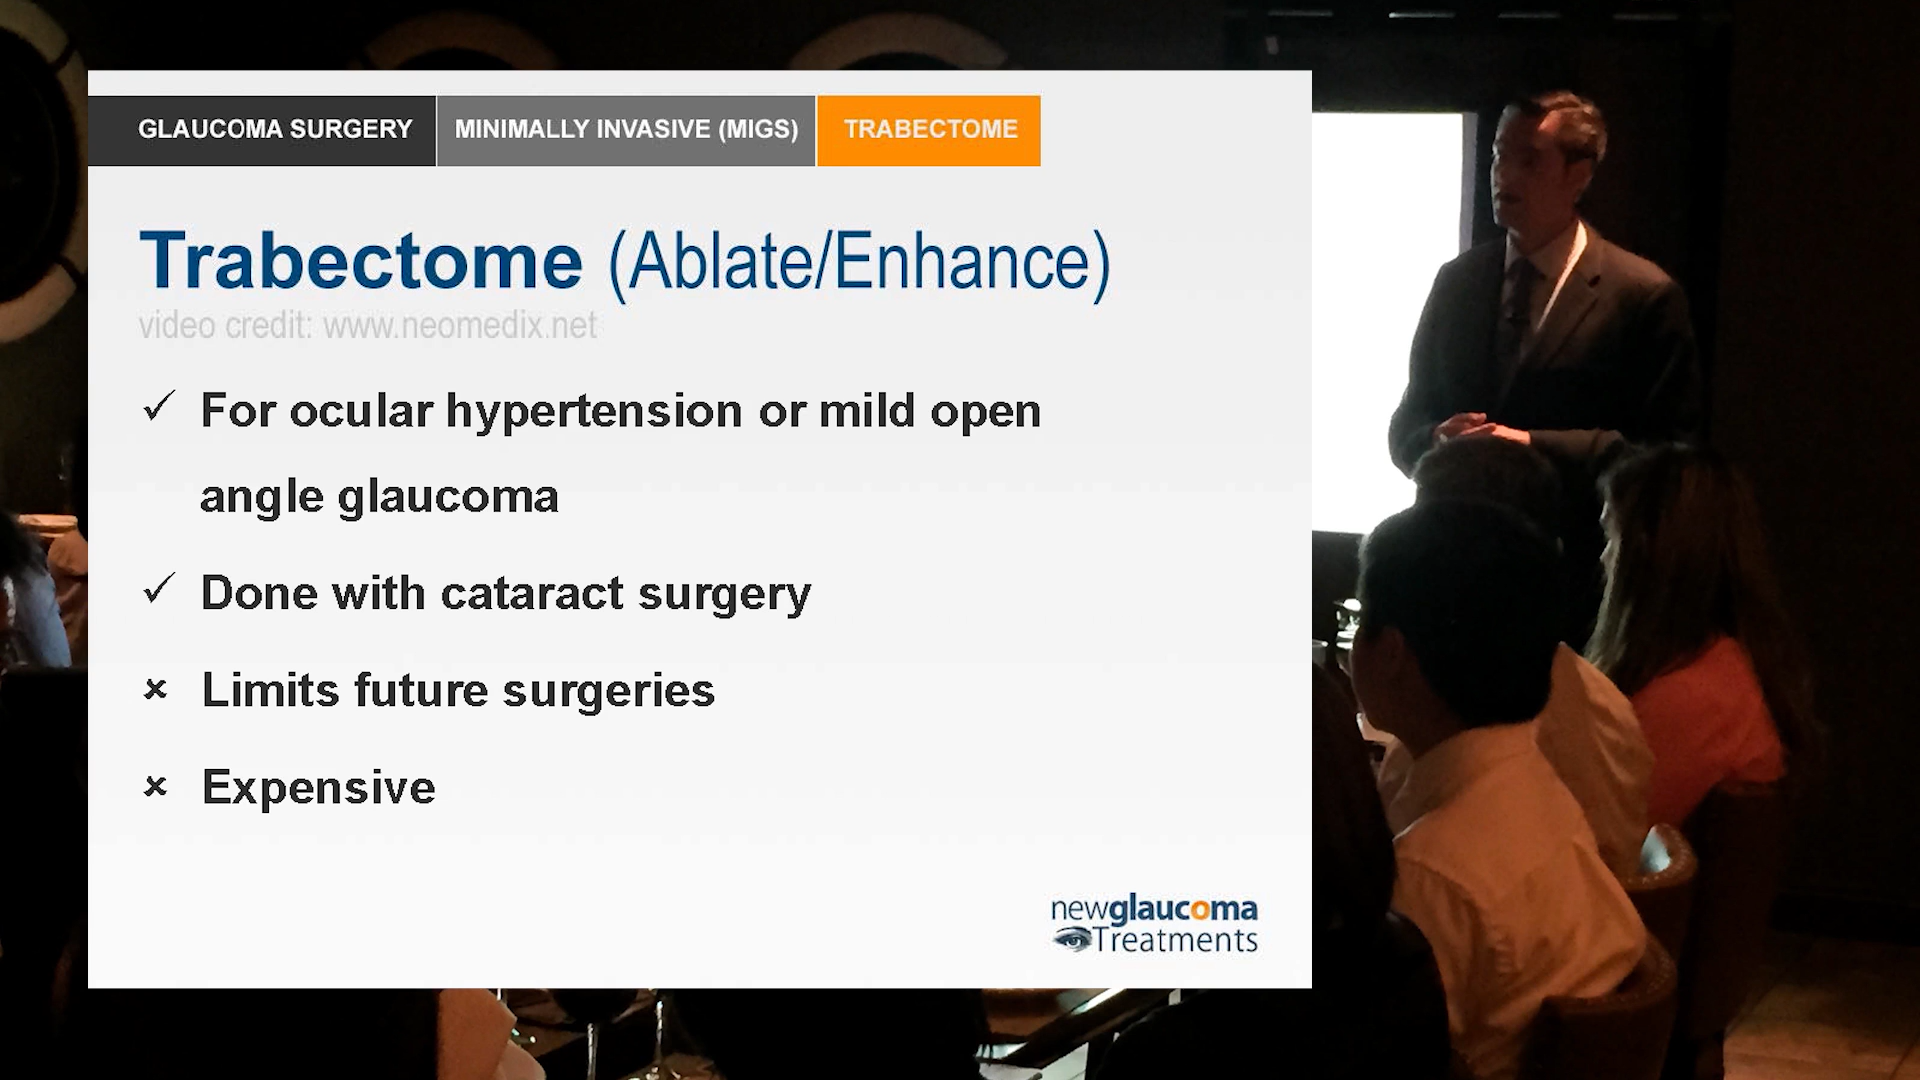 GLAUCOMA SURGERY MINIMALLY INVASIVE (MIGS) TRABECTOME
Trabectome (Ablate/Enhance)
video credit: www.neomedix.net
✓ For ocular hypertension or mild open
angle glaucoma
✓ Done with cataract surgery
× Limits future surgeries
× Expensive
newglaucoma
Treatments